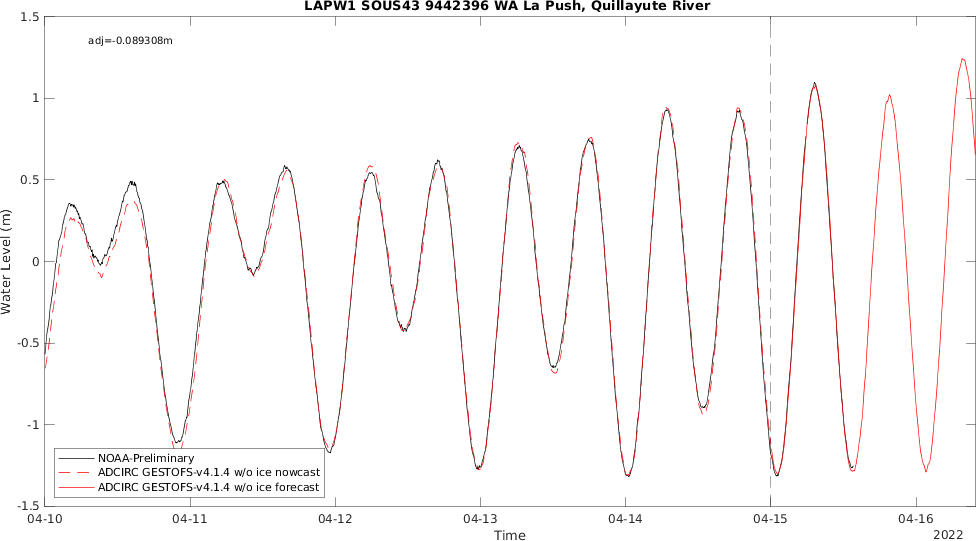 LAPW1 SOUS43 9442396 WA La Push, Quillayute River
adj=-0.089308m
Water Level (m)
1.5
1
0.5
0
-0.5
-1
-1.5
NOAA-Preliminary
ADCIRC GESTOFS-v4.1.4 w/o ice nowcast
ADCIRC GESTOFS-v4.1.4 w/o ice forecast
04-10 04-11 04-12 04-13 04-14 04-15 04-16
Time
2022